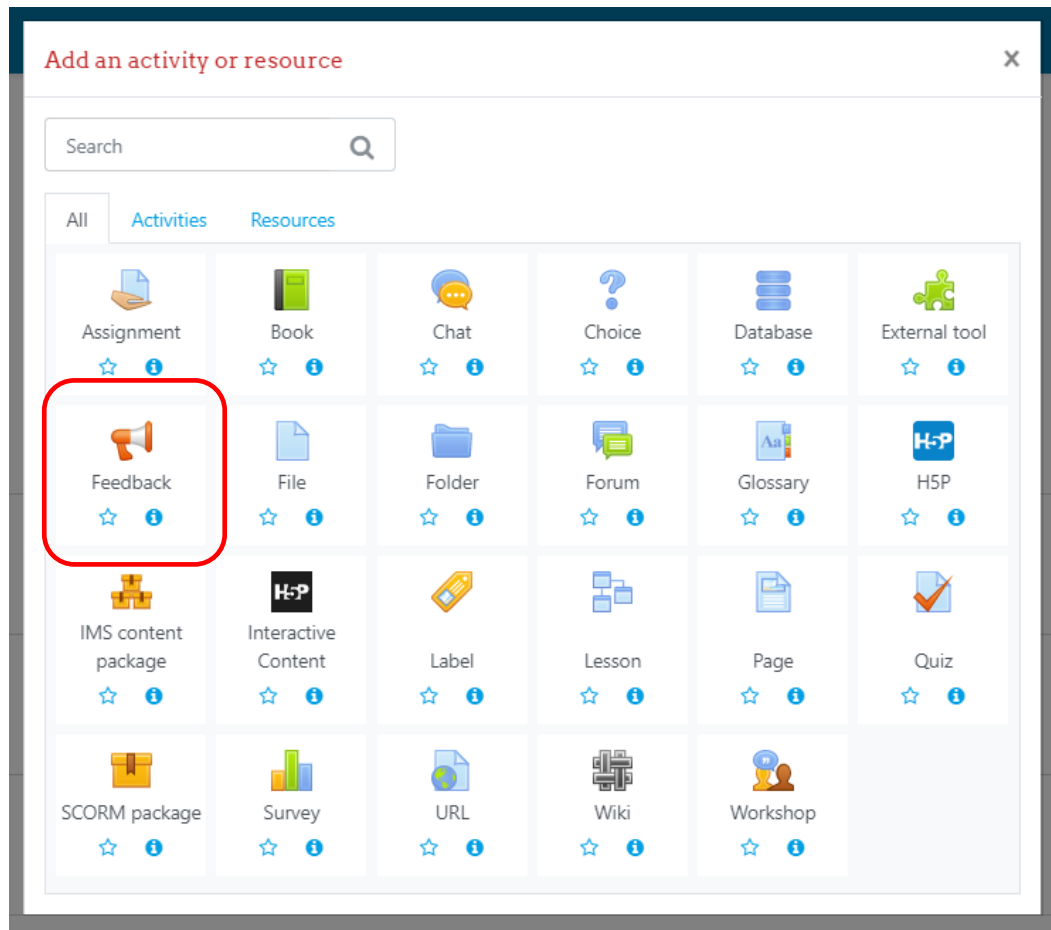 Add an activity or resource
Search
All Activities Resources
Assignment Book Chat Choice Database External tool
Feedback File Folder Forum Aa Glossary H5P H5P
IMS content package
H5P Interactive Content
Label Lesson Page Quiz
SCORM package Survey URL Wiki Workshop